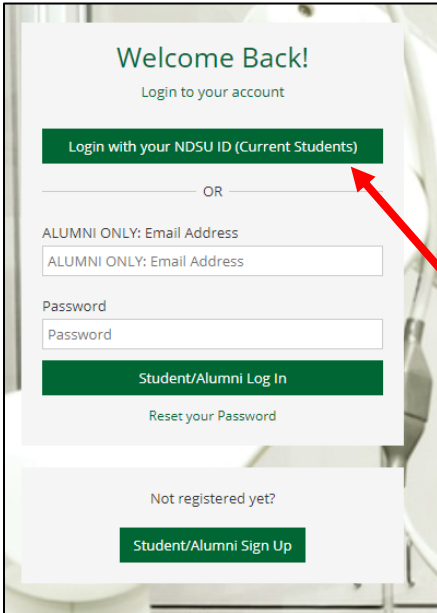 Welcome Back!
Login to your account
Login with your NDSU ID (Current Students)
OR
ALUMNI ONLY: Email Address
ALUMNI ONLY: Email Address
Password
Password
Student/Alumni Log In
Reset your Password
Not registered yet?
Student/Alumni Sign Up